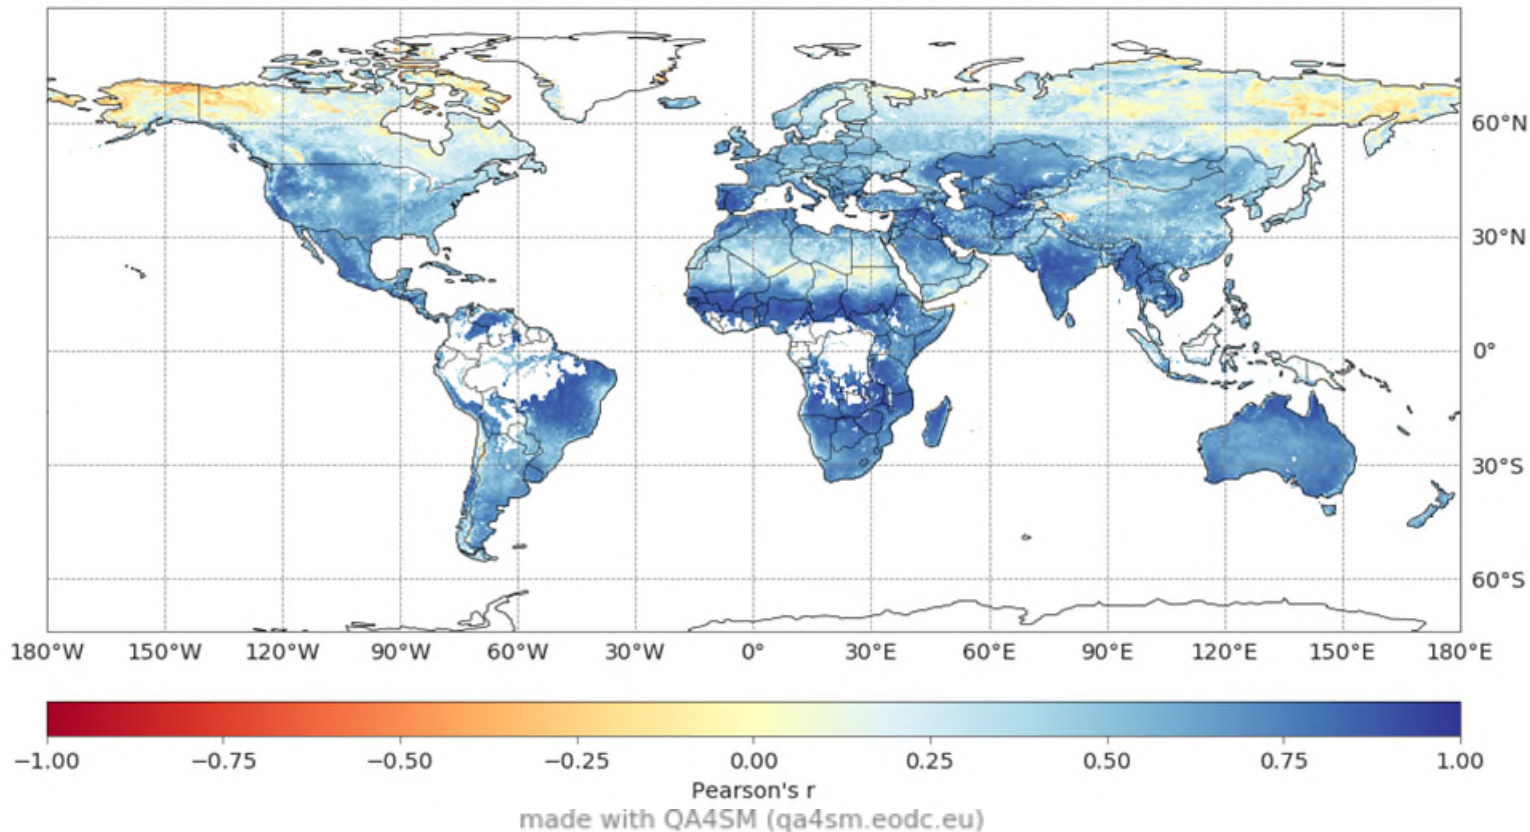 60°N
30°N
0°
30°S
60°S
180°W 150°W 120°W 90°W 60°W 30°W 0° 30°E 60°E 90°E 120°E 150°E 180°E
−1.00 −0.75 −0.50 −0.25 0.00 0.25 0.50 0.75 1.00
Pearson's r
made with QA4SM (qa4sm.eodc.eu)